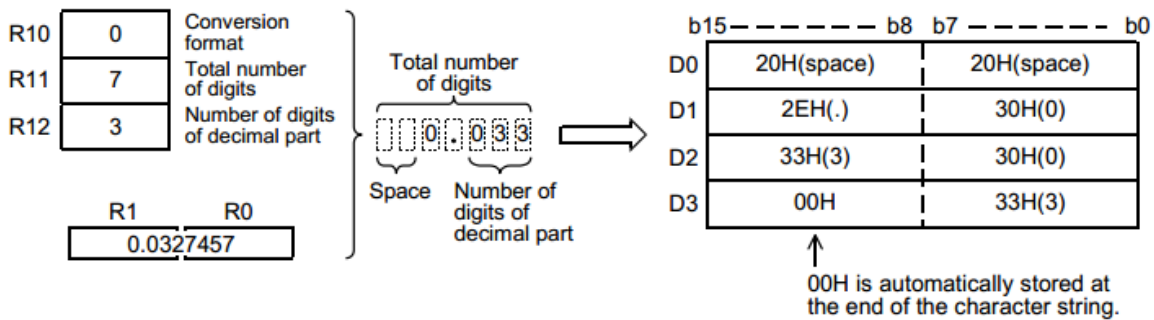 R10 0 Conversion format
R11 7 Total number of digits
R12 3 Number of digits of decimal part
R1 R0
0.0327457
Total number of digits
0 . 0 3 3
Space
Number of digits of decimal part
b15 b8 b7 b0
D0 20H(space) 20H(space)
D1 2EH(.) 30H(0)
D2 33H(3) 30H(0)
D3 00H 33H(3)
00H is automatically stored at
the end of the character string.